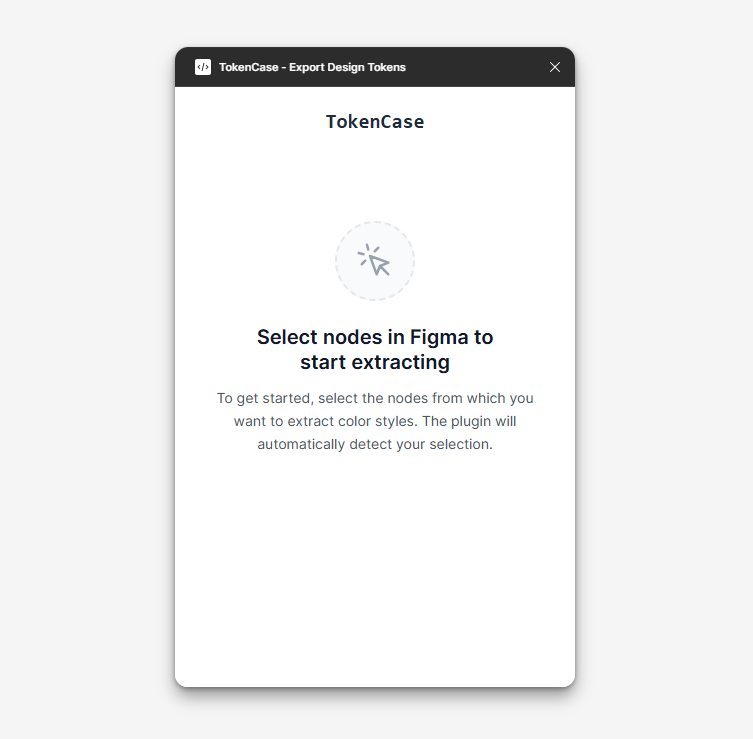 TokenCase - Export Design Tokens
TokenCase
Select nodes in Figma to
start extracting
To get started, select the nodes from which you
want to extract color styles. The plugin will
automatically detect your selection.